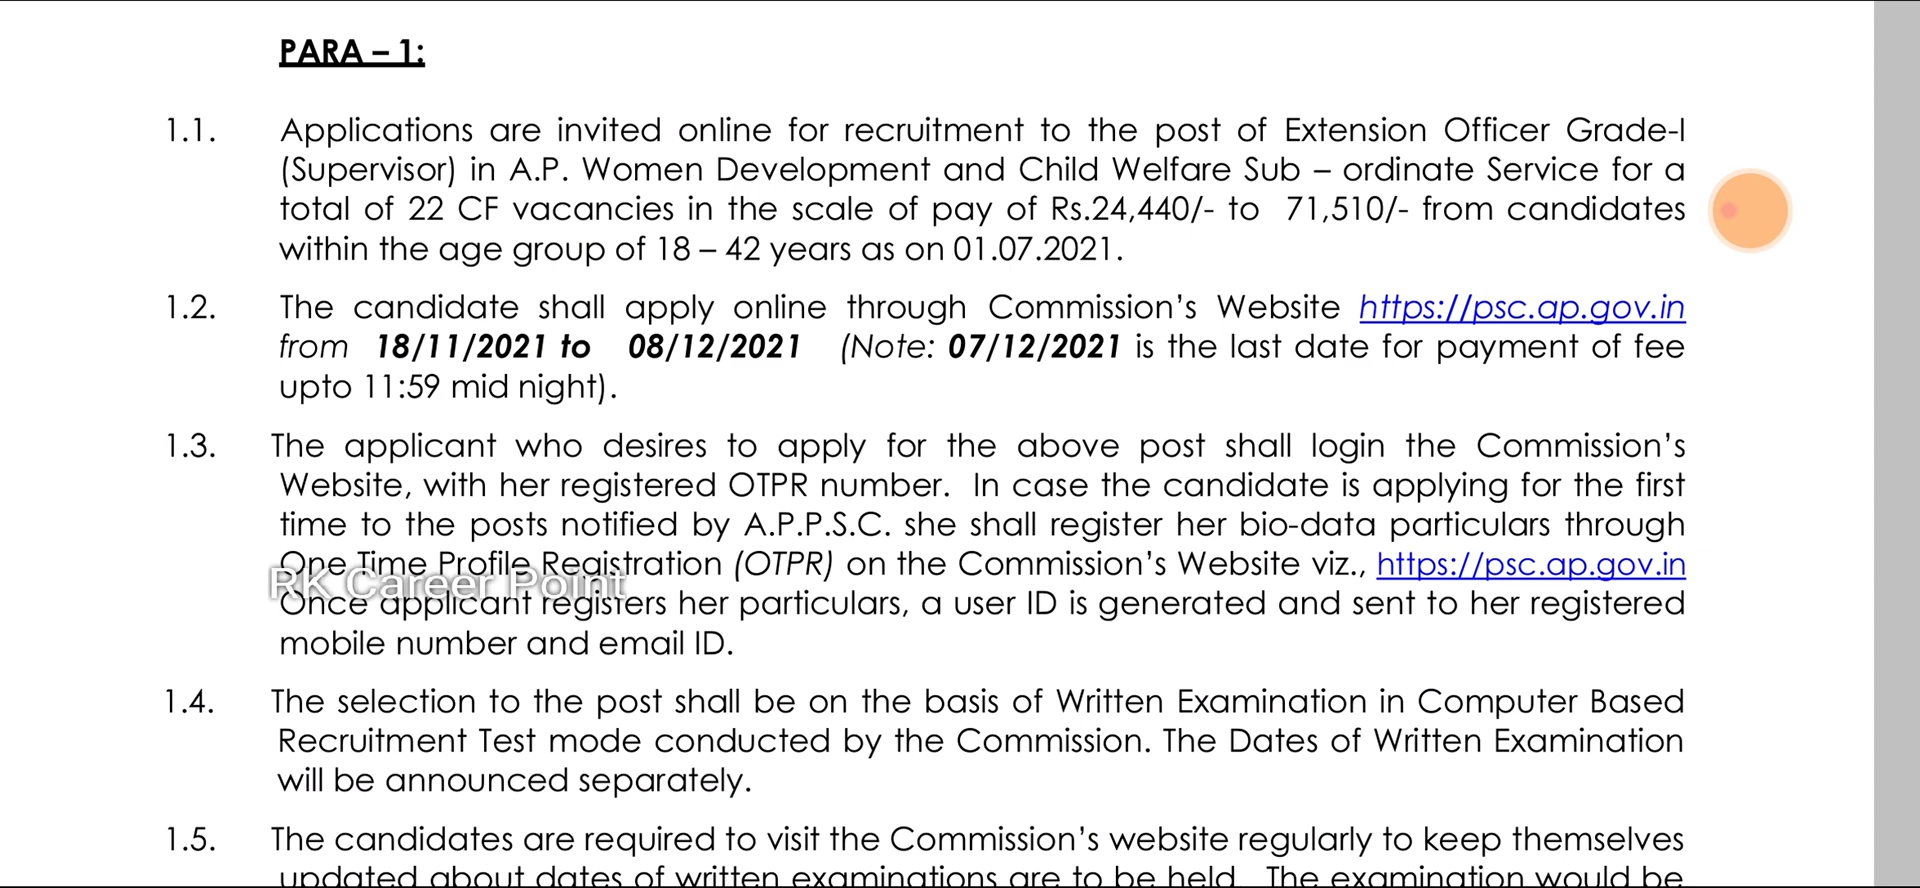 PARA – 1:
1.1. Applications are invited online for recruitment to the post of Extension Officer Grade-I
(Supervisor) in A.P. Women Development and Child Welfare Sub – ordinate Service for a
total of 22 CF vacancies in the scale of pay of Rs.24,440/- to 71,510/- from candidates
within the age group of 18 – 42 years as on 01.07.2021.
1.2. The candidate shall apply online through Commission’s Website https://psc.ap.gov.in
from 18/11/2021 to 08/12/2021 (Note: 07/12/2021 is the last date for payment of fee
upto 11:59 mid night).
1.3. The applicant who desires to apply for the above post shall login the Commission’s
Website, with her registered OTPR number. In case the candidate is applying for the first
time to the posts notified by A.P.P.S.C. she shall register her bio-data particulars through
One Time Profile Registration (OTPR) on the Commission’s Website viz., https://psc.ap.gov.in
RK Career Point
Once applicant registers her particulars, a user ID is generated and sent to her registered
mobile number and email ID.
1.4. The selection to the post shall be on the basis of Written Examination in Computer Based
Recruitment Test mode conducted by the Commission. The Dates of Written Examination
will be announced separately.
1.5. The candidates are required to visit the Commission’s website regularly to keep themselves
updated about dates of written examinations are to be held. The examination would be